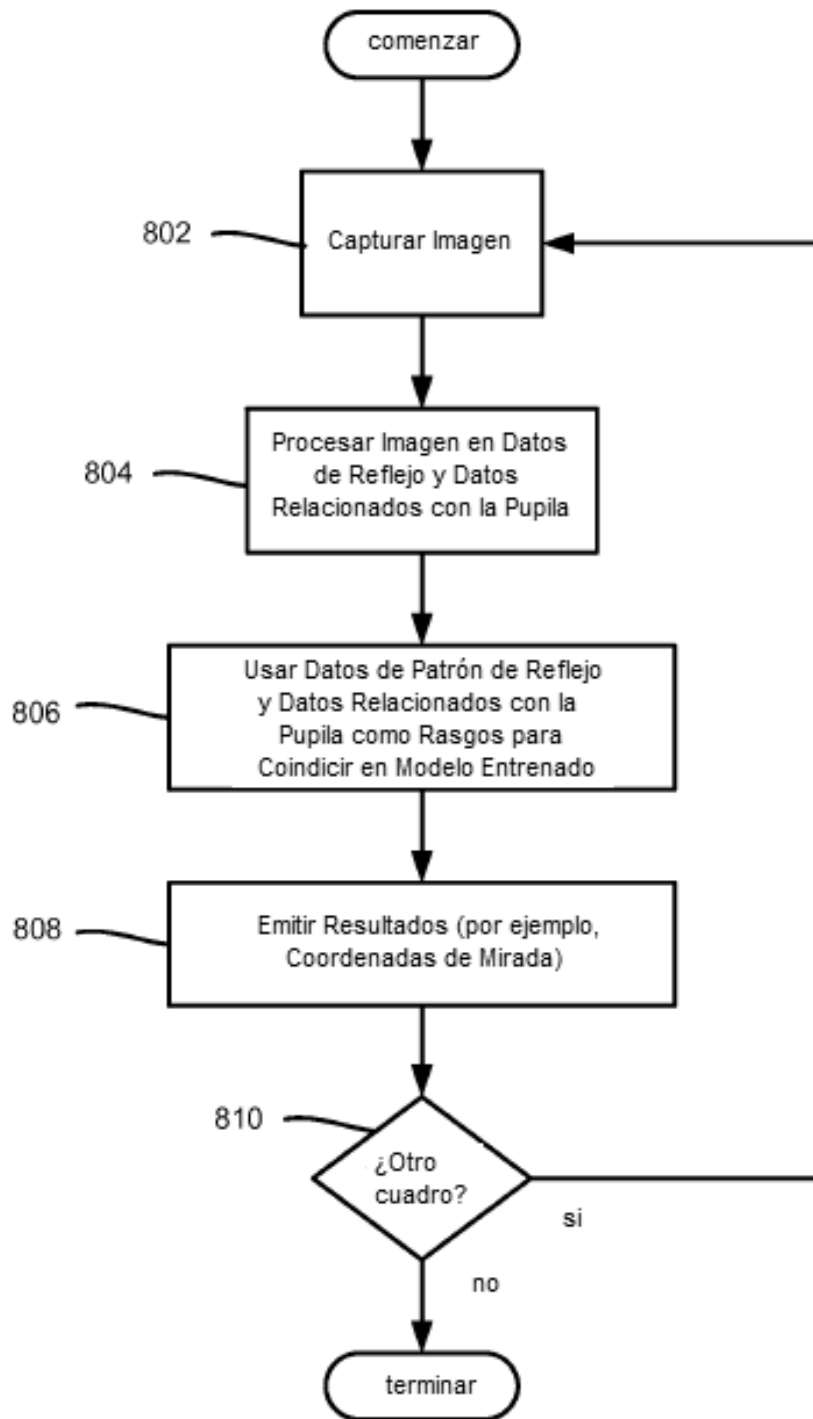 comenzar
802
Capturar Imagen
804
Procesar Imagen en Datos
de Reflejo y Datos
Relacionados con la Pupila
806
Usar Datos de Patrón de Reflejo
y Datos Relacionados con la
Pupila como Rasgos para
Coindicir en Modelo Entrenado
808
Emitir Resultados (por ejemplo,
Coordenadas de Mirada)
810
¿Otro
cuadro?
si
no
terminar